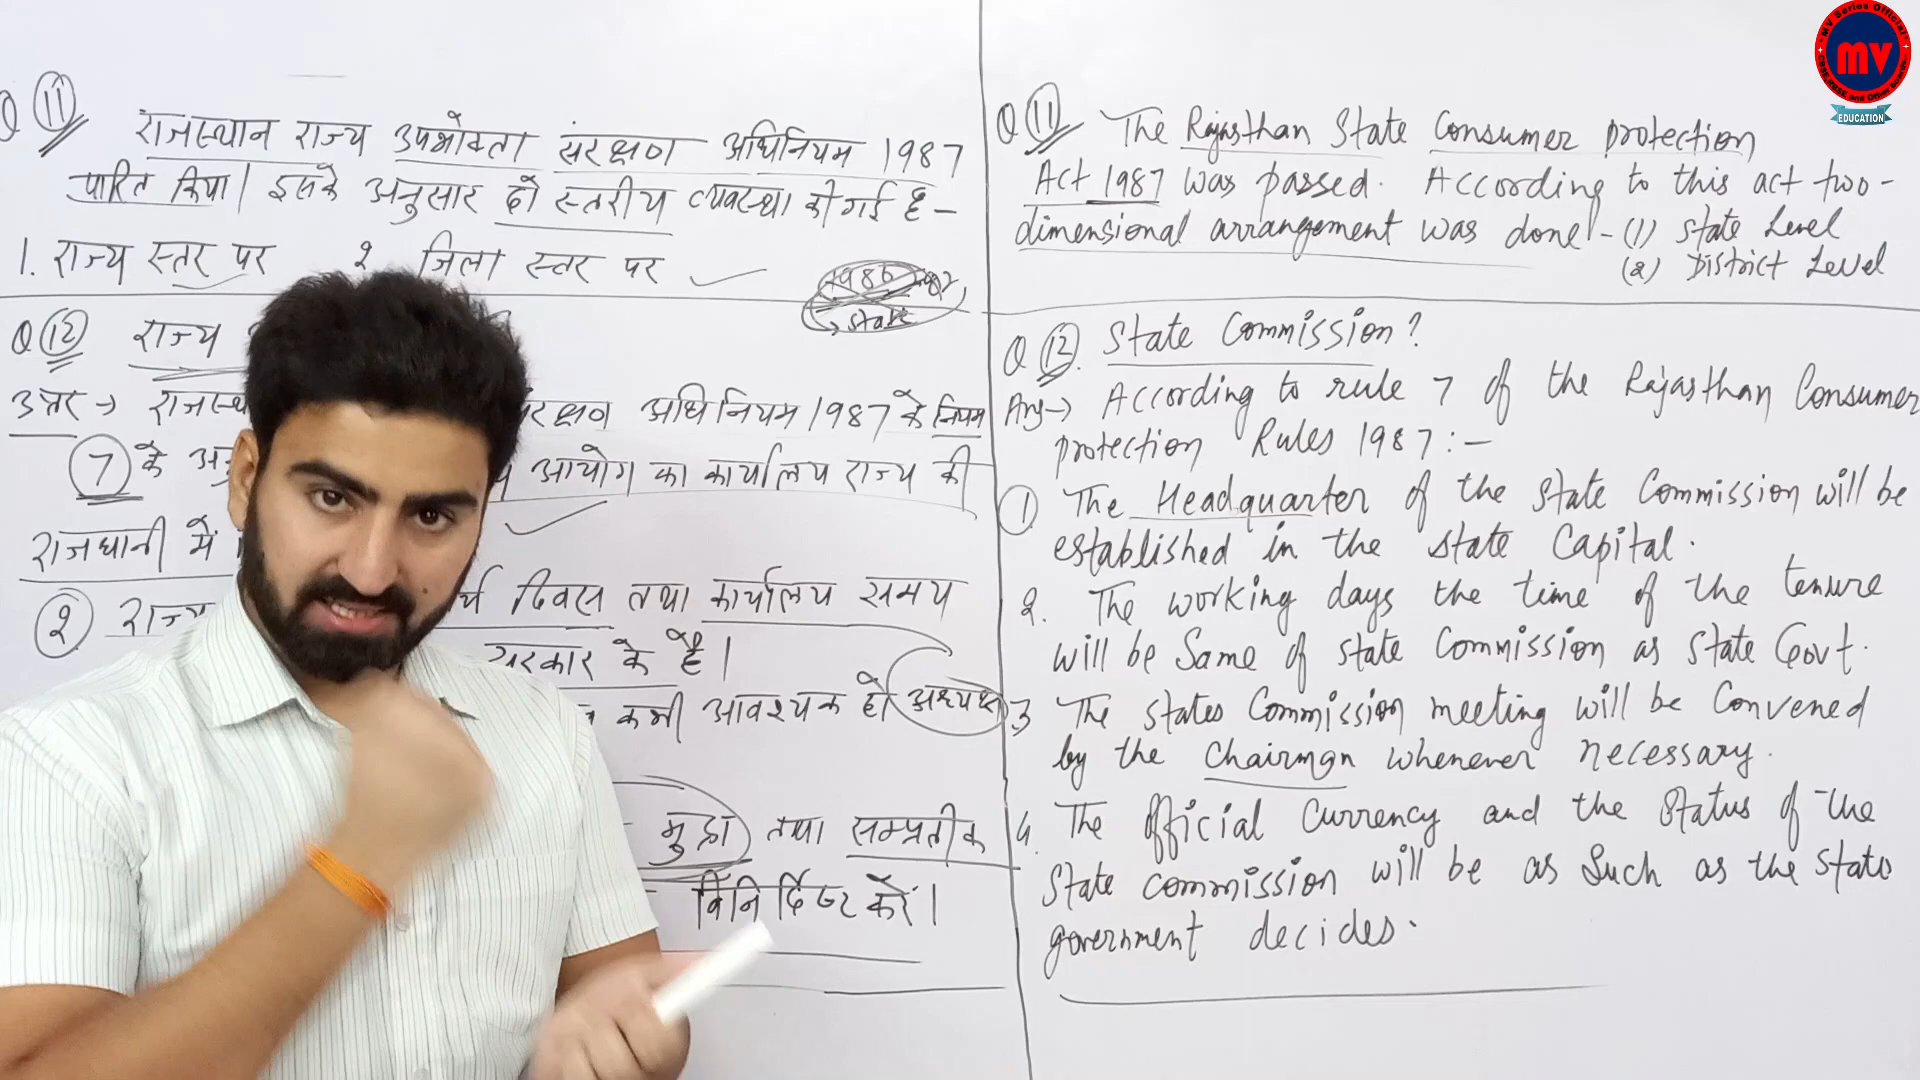 Q 11 राजस्थान राज्य उपभोक्ता संरक्षण अधिनियम 1987
पारित किया। इसके अनुसार दो स्तरीय व्यवस्था की गई है -
1. राज्य स्तर पर 2. जिला स्तर पर
1986
State
Q 12 राज्य
उत्तर → संरक्षण अधिनियम 1987 के नियम
7 के आयोग का कार्यालय राज्य की
राजधानी में
2 राज्य दिवस तथा कार्यालय समय
सरकार के है।
कभी आवश्यक हो अध्यक्ष
मुद्रा तथा सम्प्रतीक
विनिर्दिष्ट करें।
Q 11 The Rajasthan State Consumer protection
Act 1987 was passed. According to this act two-
dimensional arrangement was done - (1) State Level
(2) District Level
Q 12. State Commission?
Ans→ According to rule 7 of the Rajasthan Consumer
protection Rules 1987:-
1 The Headquarter of the State Commission will be
established in the state Capital.
2. The working days the time of the tenure
will be Same of state Commission as State Govt.
3 The states Commission meeting will be Convened
by the Chairman whenever necessary.
4. The official Currency and the Status of the
State commission will be as Such as the State
government decides.
MV Series Official
MV
CBSE RBSE and Other boards
EDUCATION